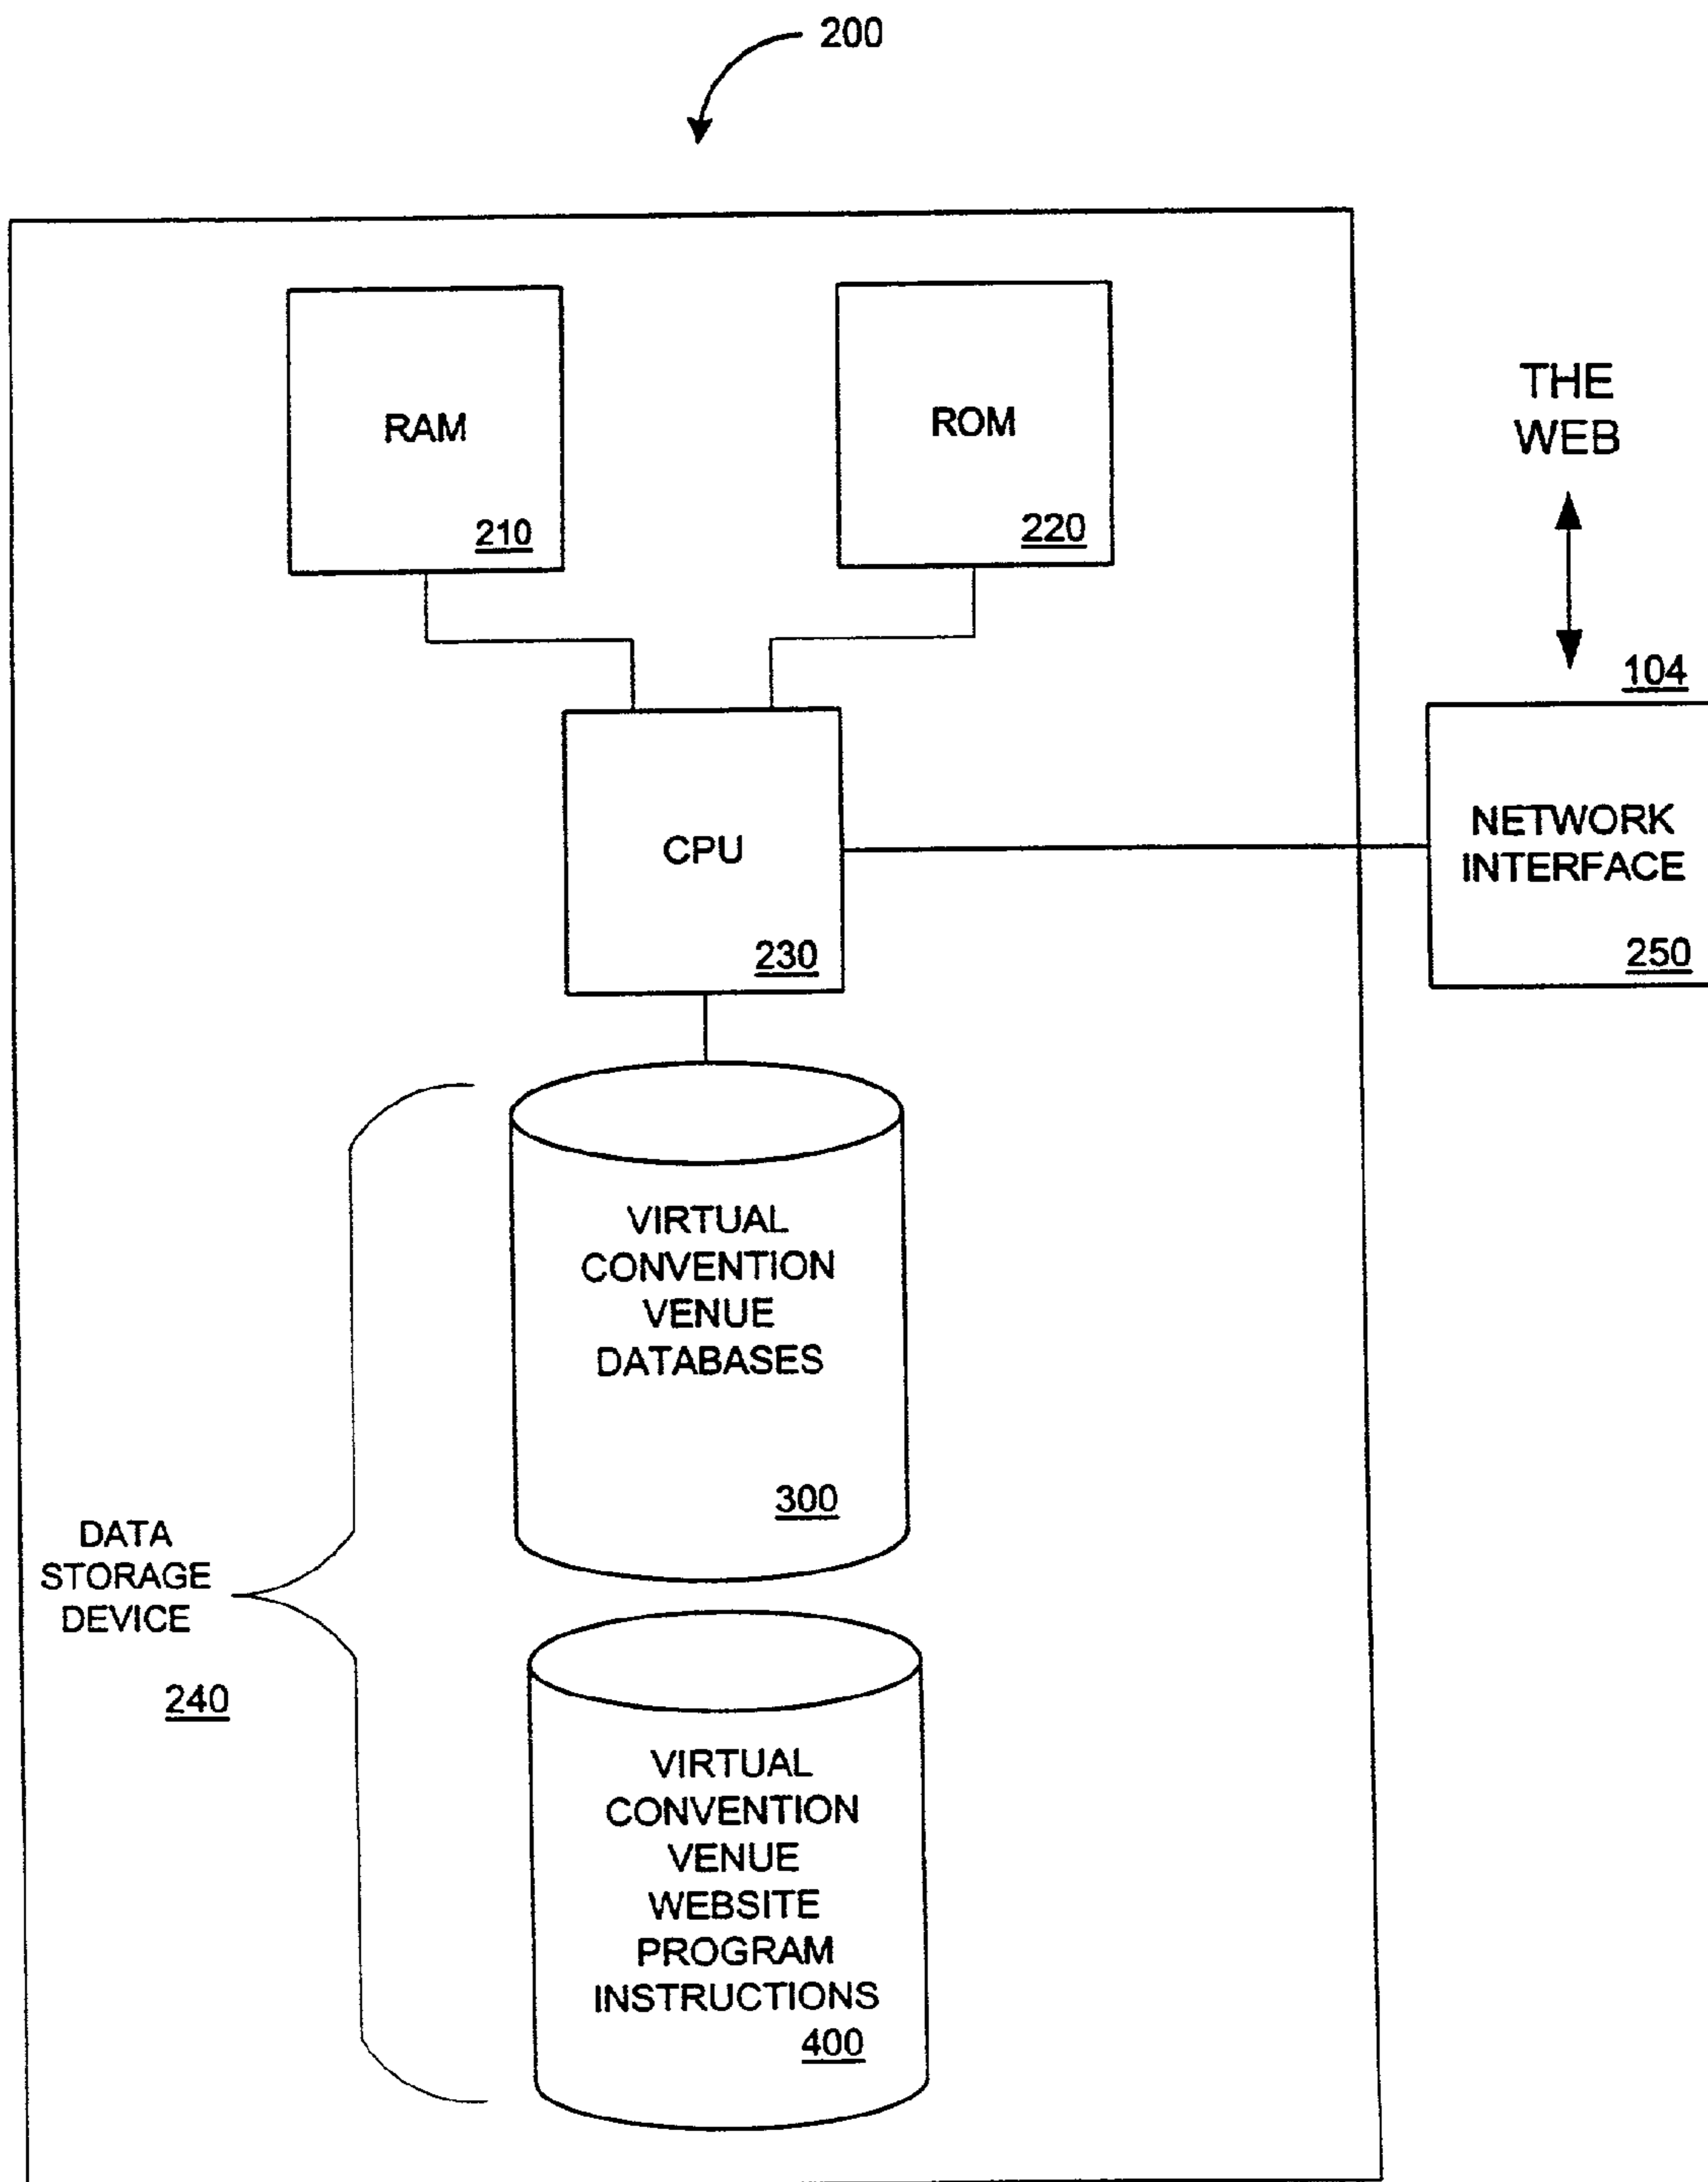 200
RAM
210
ROM
220
THE
WEB
104
CPU
230
NETWORK
INTERFACE
250
VIRTUAL
CONVENTION
VENUE
DATABASES
300
DATA
STORAGE
DEVICE
240
VIRTUAL
CONVENTION
VENUE
WEBSITE
PROGRAM
INSTRUCTIONS
400